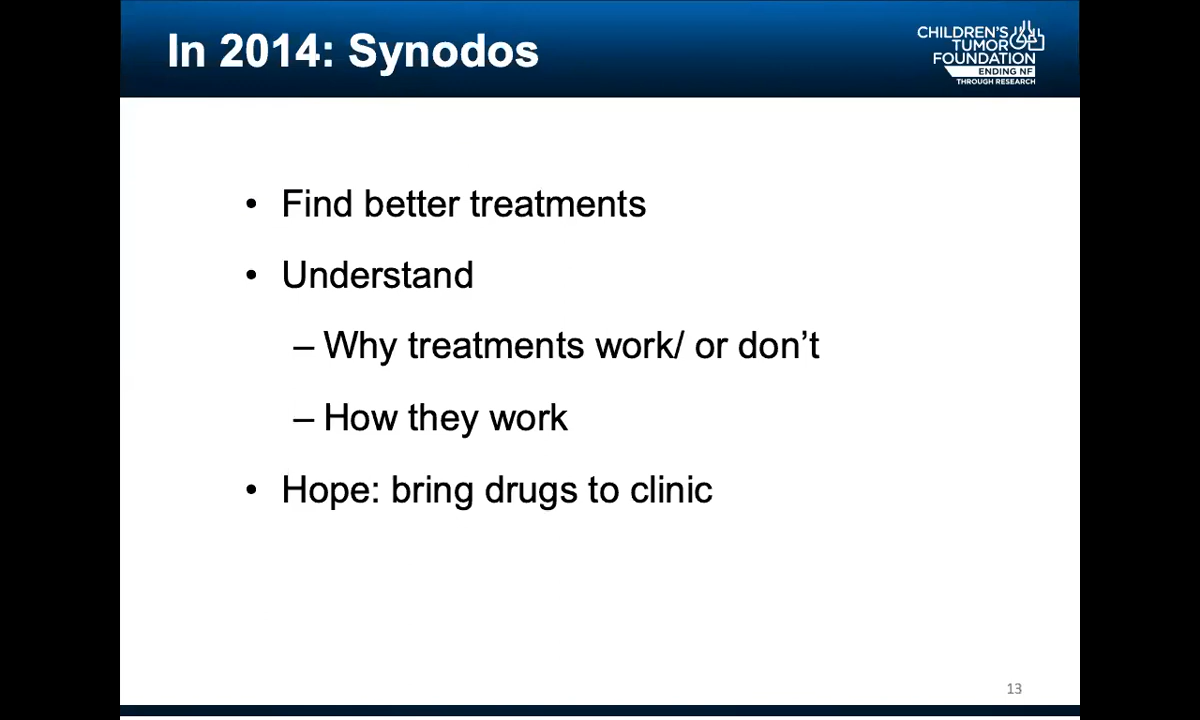 In 2014: Synodos
CHILDREN'S
TUMOR
FOUNDATION
ENDING NF
THROUGH RESEARCH
• Find better treatments
• Understand
– Why treatments work/ or don’t
– How they work
• Hope: bring drugs to clinic
13